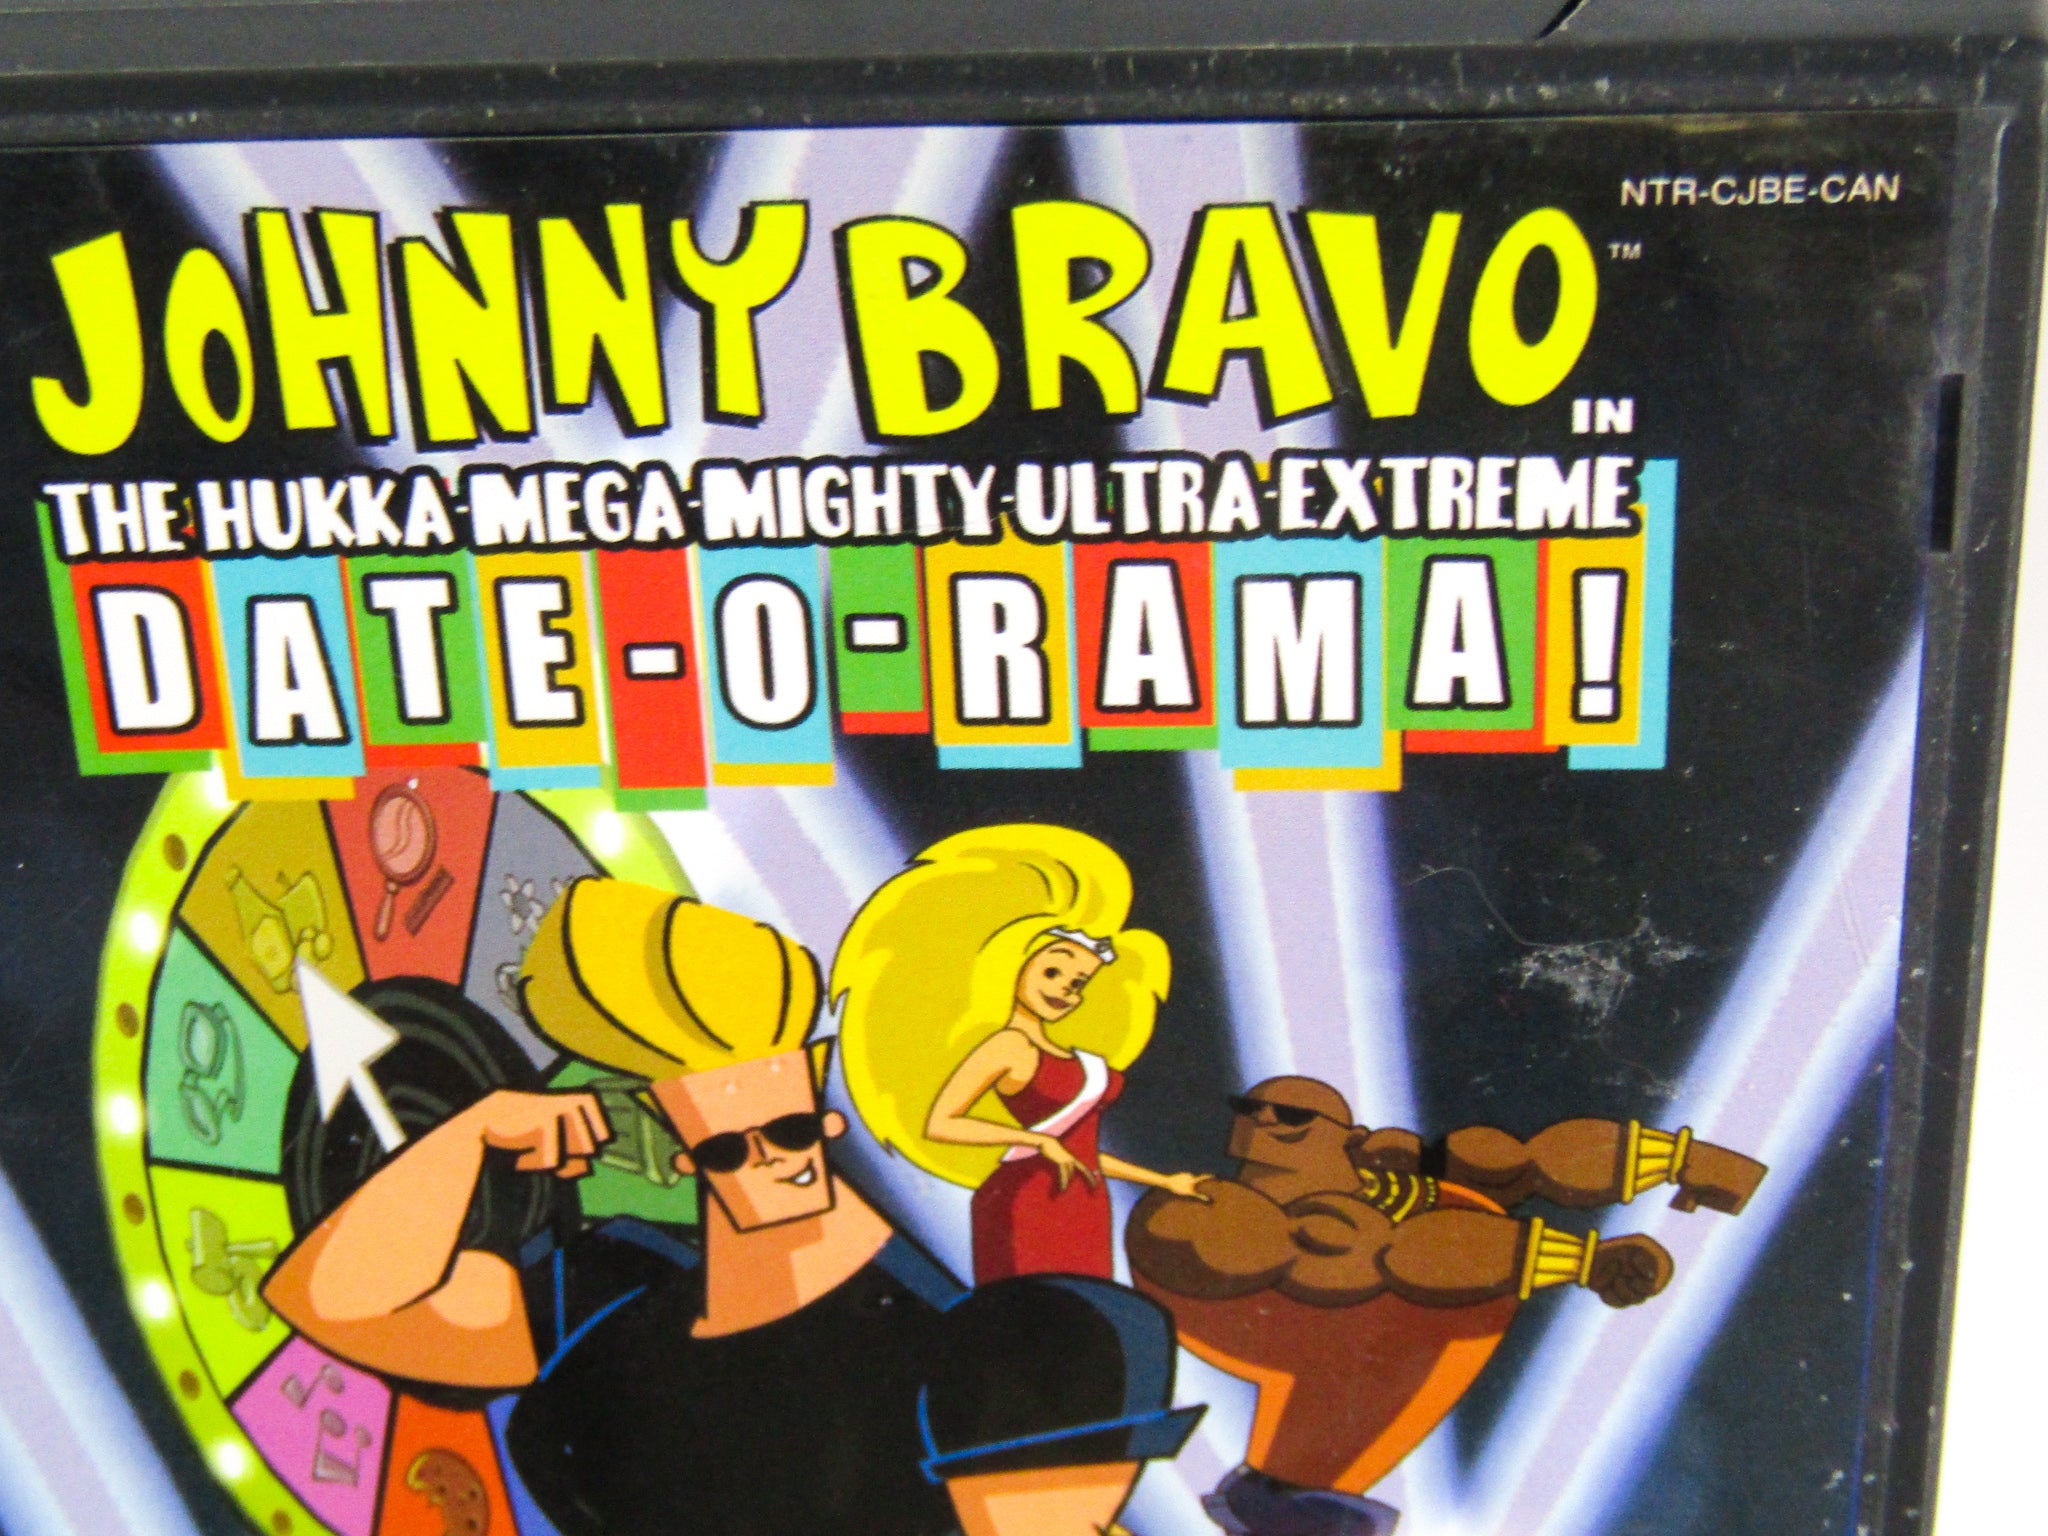 NTR-CJBE-CAN
JOHNNY BRAVO™
IN
THE HUKKA-MEGA-MIGHTY-ULTRA-EXTREME
DATE-O-RAMA!